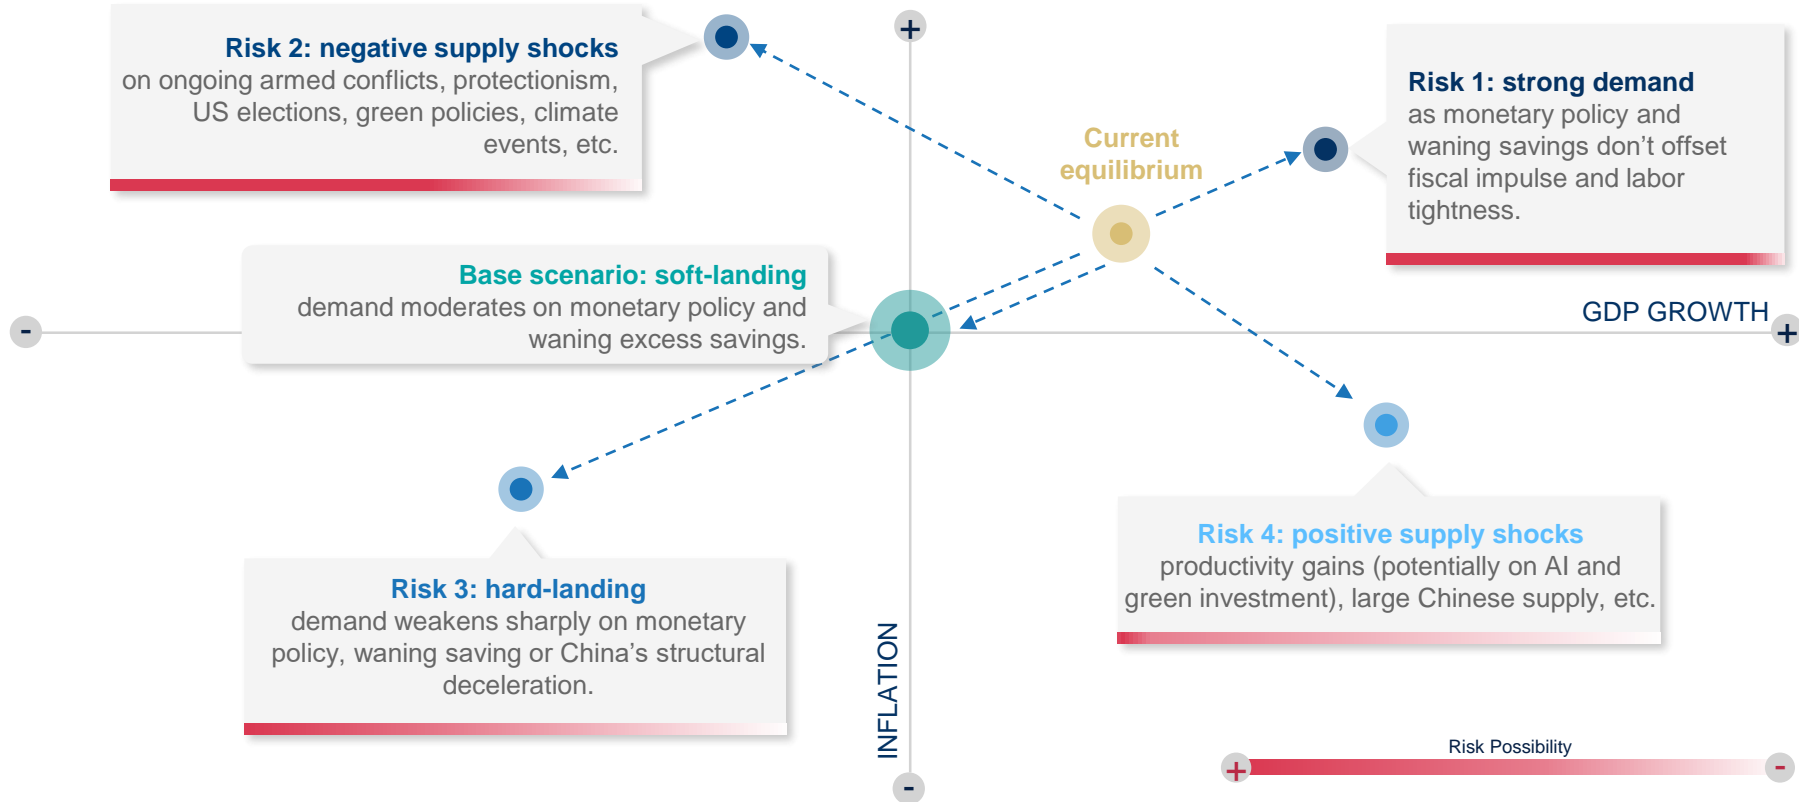 Risk 2: negative supply shocks
on ongoing armed conflicts, protectionism,
US elections, green policies, climate
events, etc.
+
Risk 1: strong demand
as monetary policy and
waning savings don’t offset
fiscal impulse and labor
tightness.
Current
equilibrium
Base scenario: soft-landing
demand moderates on monetary policy and
waning excess savings.
-
GDP GROWTH
+
Risk 3: hard-landing
demand weakens sharply on monetary
policy, waning saving or China’s structural
deceleration.
Risk 4: positive supply shocks
productivity gains (potentially on AI and
green investment), large Chinese supply, etc.
INFLATION
-
Risk Possibility
+
-